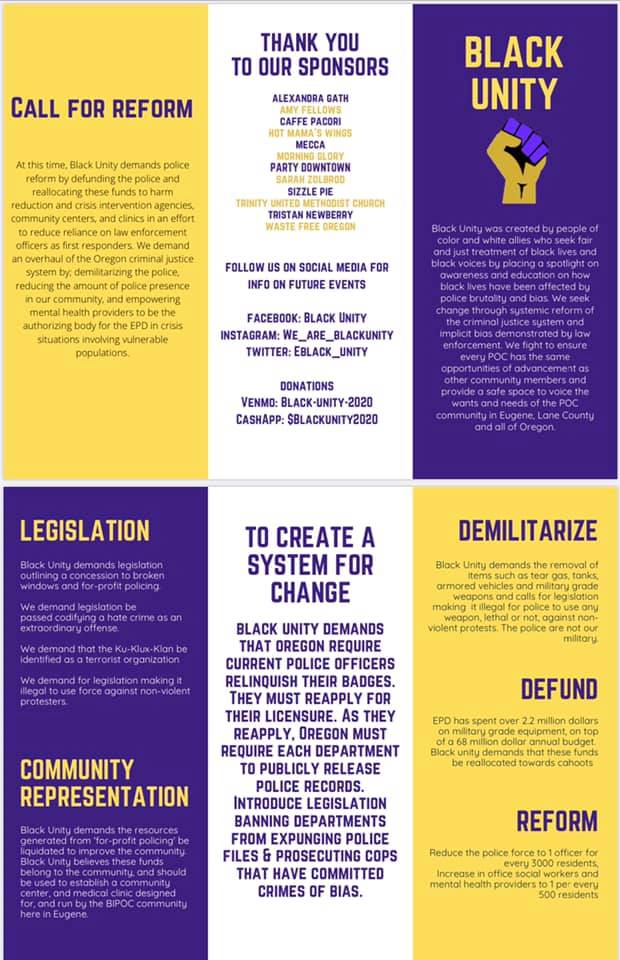 CALL FOR REFORM
At this time, Black Unity demands police
reform by defunding the police and
reallocating these funds to harm
reduction and crisis intervention agencies,
community centers, and clinics in an effort
to reduce reliance on law enforcement
officers as first responders. We demand
an overhaul of the Oregon criminal justice
system by; demilitarizing the police,
reducing the amount of police presence
in our community, and empowering
mental health providers to be the
authorizing body for the EPD in crisis
situations involving vulnerable
populations.
THANK YOU
TO OUR SPONSORS
ALEXANDRA GATH
AMY FELLOWS
CAFFE PACORI
HOT MAMA'S WINGS
MECCA
MORNING GLORY
PARTY DOWNTOWN
SARAH ZOLBROD
SIZZLE PIE
TRINITY UNITED METHODIST CHURCH
TRISTAN NEWBERRY
WASTE FREE OREGON
FOLLOW US ON SOCIAL MEDIA FOR
INFO ON FUTURE EVENTS
FACEBOOK: BLACK UNITY
INSTAGRAM: WE_ARE_BLACKUNITY
TWITTER: EBLACK_UNITY
DONATIONS
VENMO: BLACK-UNITY-2020
CASHAPP: $BLACKUNITY2020
BLACK
UNITY
Black Unity was created by people of
color and white allies who seek fair
and just treatment of black lives and
black voices by placing a spotlight on
awareness and education on how
black lives have been affected by
police brutality and bias. We seek
change through systemic reform of
the criminal justice system and
implicit bias demonstrated by law
enforcement. We fight to ensure
every POC has the same
opportunities of advancement as
other community members and
provide a safe space to voice the
wants and needs of the POC
community in Eugene, Lane County
and all of Oregon.
LEGISLATION
Black Unity demands legislation
outlining a concession to broken
windows and for-profit policing.
We demand legislation be
passed codifying a hate crime as an
extraordinary offense.
We demand that the Ku-Klux-Klan be
identified as a terrorist organization
We demand for legislation making it
illegal to use force against non-violent
protesters.
COMMUNITY
REPRESENTATION
Black Unity demands the resources
generated from 'for-profit policing' be
liquidated to improve the community.
Black Unity believes these funds
belong to the community, and should
be used to establish a community
center, and medical clinic designed
for, and run by the BIPOC community
here in Eugene.
TO CREATE A
SYSTEM FOR
CHANGE
BLACK UNITY DEMANDS
THAT OREGON REQUIRE
CURRENT POLICE OFFICERS
RELINQUISH THEIR BADGES.
THEY MUST REAPPLY FOR
THEIR LICENSURE. AS THEY
REAPPLY, OREGON MUST
REQUIRE EACH DEPARTMENT
TO PUBLICLY RELEASE
POLICE RECORDS.
INTRODUCE LEGISLATION
BANNING DEPARTMENTS
FROM EXPUNGING POLICE
FILES & PROSECUTING COPS
THAT HAVE COMMITTED
CRIMES OF BIAS.
DEMILITARIZE
Black Unity demands the removal of
items such as tear gas, tanks,
armored vehicles and military grade
weapons and calls for legislation
making it illegal for police to use any
weapon, lethal or not, against non-
violent protests. The police are not our
military.
DEFUND
EPD has spent over 2.2 million dollars
on military grade equipment, on top
of a 68 million dollar annual budget.
Black unity demands that these funds
be reallocated towards cahoots
REFORM
Reduce the police force to 1 officer for
every 3000 residents,
Increase in office social workers and
mental health providers to 1 per every
500 residents